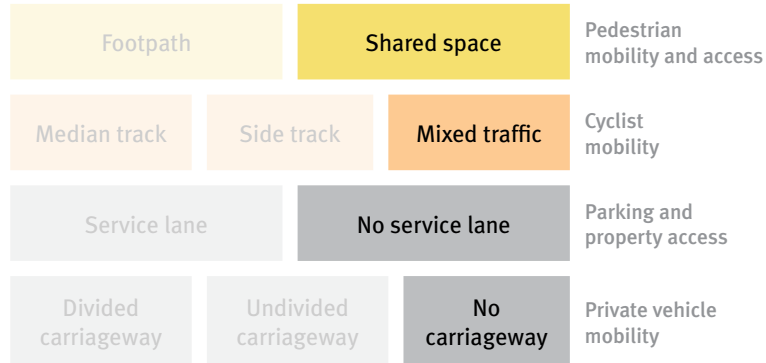 Footpath
Shared space
Pedestrian
mobility and access
Median track
Side track
Mixed traffic
Cyclist
mobility
Service lane
No service lane
Parking and
property access
Divided
carriageway
Undivided
carriageway
No
carriageway
Private vehicle
mobility